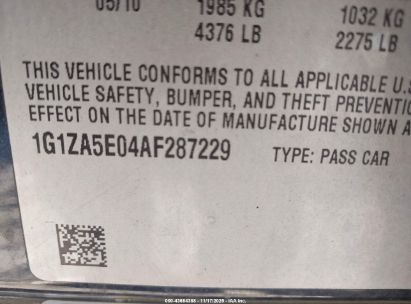 05/10 1985 KG 1032 KG
4376 LB 2275 LB
THIS VEHICLE CONFORMS TO ALL APPLICABLE U.S
VEHICLE SAFETY, BUMPER, AND THEFT PREVENTIO
EFFECT ON THE DATE OF MANUFACTURE SHOWN A
1G1ZA5E04AF287229 TYPE: PASS CAR